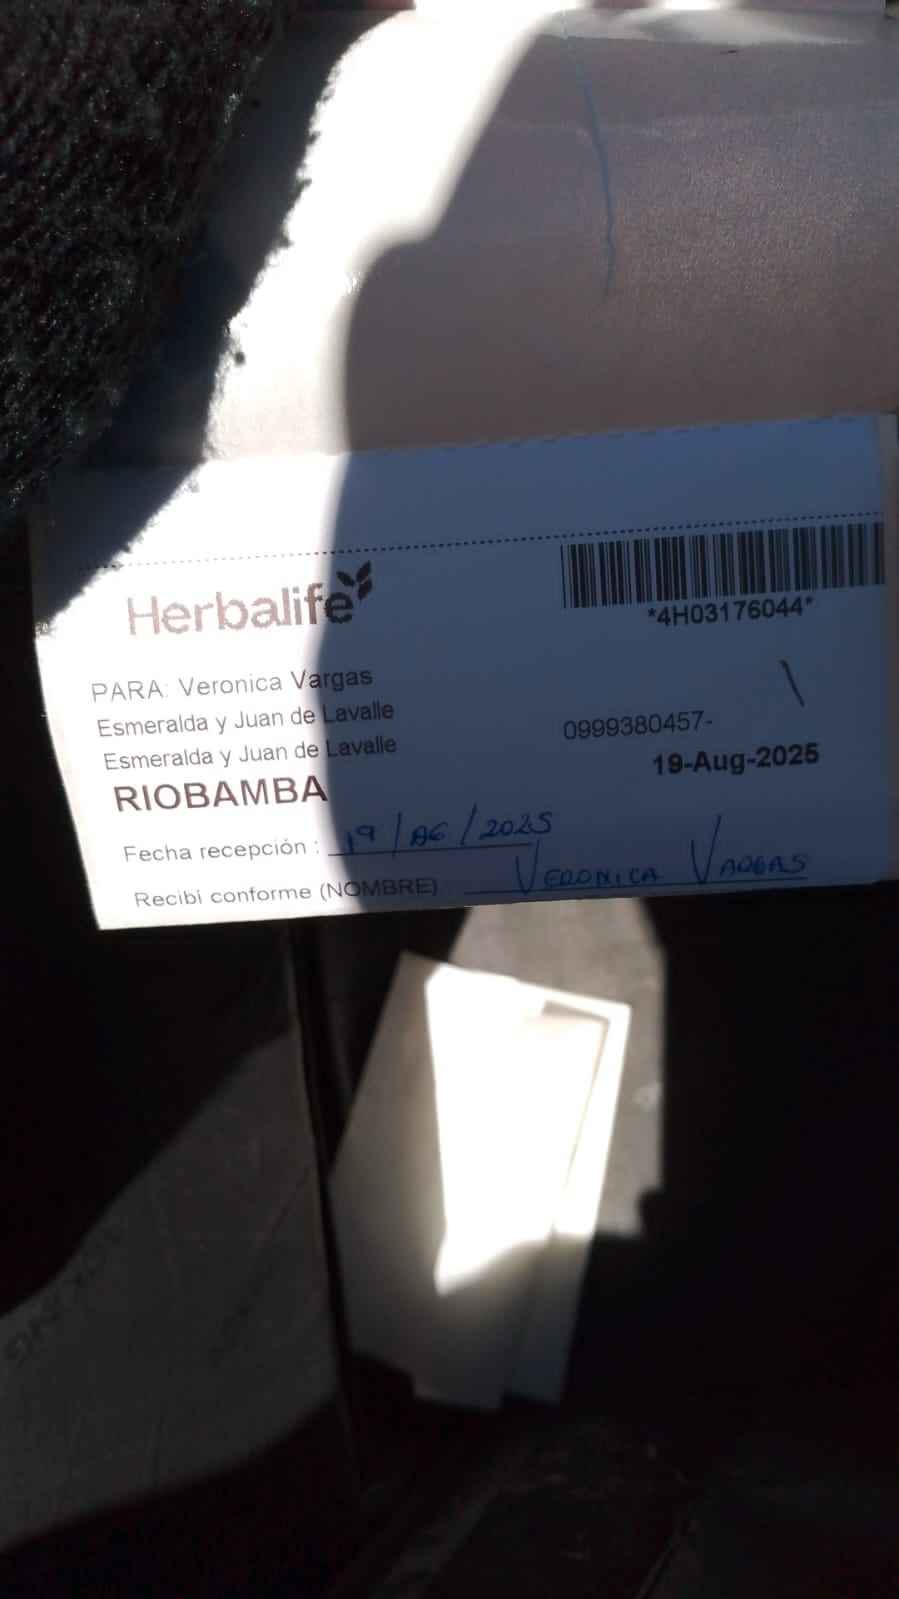 Herbalife
*4H03176044*
PARA: Veronica Vargas
Esmeralda y Juan de Lavalle
0999380457-
Esmeralda y Juan de Lavalle
19-Aug-2025
RIOBAMBA
Fecha recepción : 19/AG/2025
Recibi conforme (NOMBRE) VERONICA VARGAS